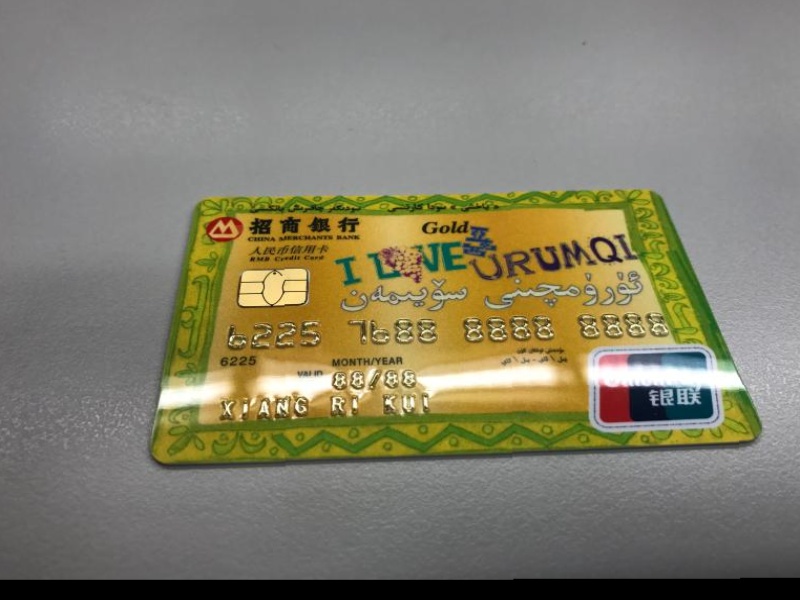 招商銀行
CHINA MERCHANTS BANK
人民币信用卡
RMB Credit Card
Gold
I LOVE URUMQI
ئۈرۈمچىنى سۆيىمەن
6225 7688 8888 8888
6225
MONTH/YEAR
VALID 88/88
XIANG RI KUI
银联